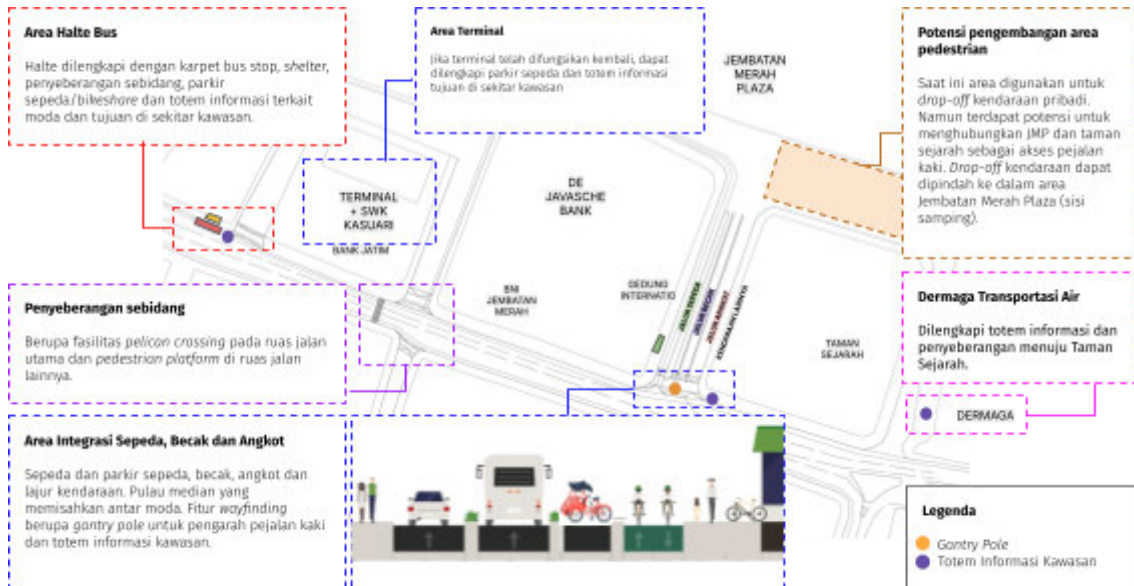 Area Halte Bus
Halte dilengkapi dengan karpet bus stop, shelter,
penyeberangan sebidang, parkir
sepeda/bikeshare dan totem informasi terkait
moda dan tujuan di sekitar kawasan.
Area Terminal
Jika terminal telah difungsikan kembali, dapat
dilengkapi parkir sepeda dan totem informasi
tujuan di sekitar kawasan
JEMBATAN
MERAH
PLAZA
Potensi pengembangan area
pedestrian
Saat ini area digunakan untuk
drop-off kendaraan pribadi.
Namun terdapat potensi untuk
menghubungkan JMP dan taman
sejarah sebagai akses pejalan
kaki. Drop-off kendaraan dapat
dipindah ke dalam area
Jembatan Merah Plaza (sisi
samping).
TERMINAL
+ SWK
KASUARI
BANK JATIM
DE
JAVASCHE
BANK
BNI
JEMBATAN
MERAH
GEDUNG
INTERNATIO
JALUR SEPEDA
JALUR BECAK
JALUR ANGKOT
KENDARAAN LAINNYA
TAMAN
SEJARAH
Penyeberangan sebidang
Berupa fasilitas pelican crossing pada ruas jalan
utama dan pedestrian platform di ruas jalan
lainnya.
Dermaga Transportasi Air
Dilengkapi totem informasi dan
penyeberangan menuju Taman
Sejarah.
DERMAGA
Area Integrasi Sepeda, Becak dan Angkot
Sepeda dan parkir sepeda, becak, angkot dan
lajur kendaraan. Pulau median yang
memisahkan antar moda. Fitur wayfinding
berupa gantry pole untuk pengarah pejalan kaki
dan totem informasi kawasan.
Legenda
Gantry Pole
Totem Informasi Kawasan